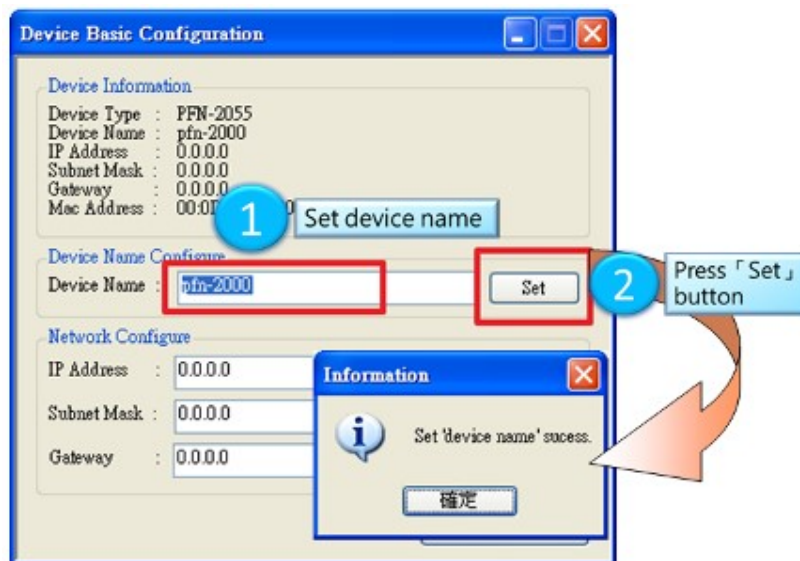 Device Basic Configuration
Device Information
Device Type : PFN-2055
Device Name : pfn-2000
IP Address : 0.0.0.0
Subnet Mask : 0.0.0.0
Gateway : 0.0.0.0
Mac Address :
1 Set device name
Device Name Configure
Device Name : pfn-2000 Set
2 Press「Set」
button
Network Configure
IP Address : 0.0.0.0
Subnet Mask : 0.0.0.0
Gateway : 0.0.0.0
Information
Set 'device name' sucess.
確定